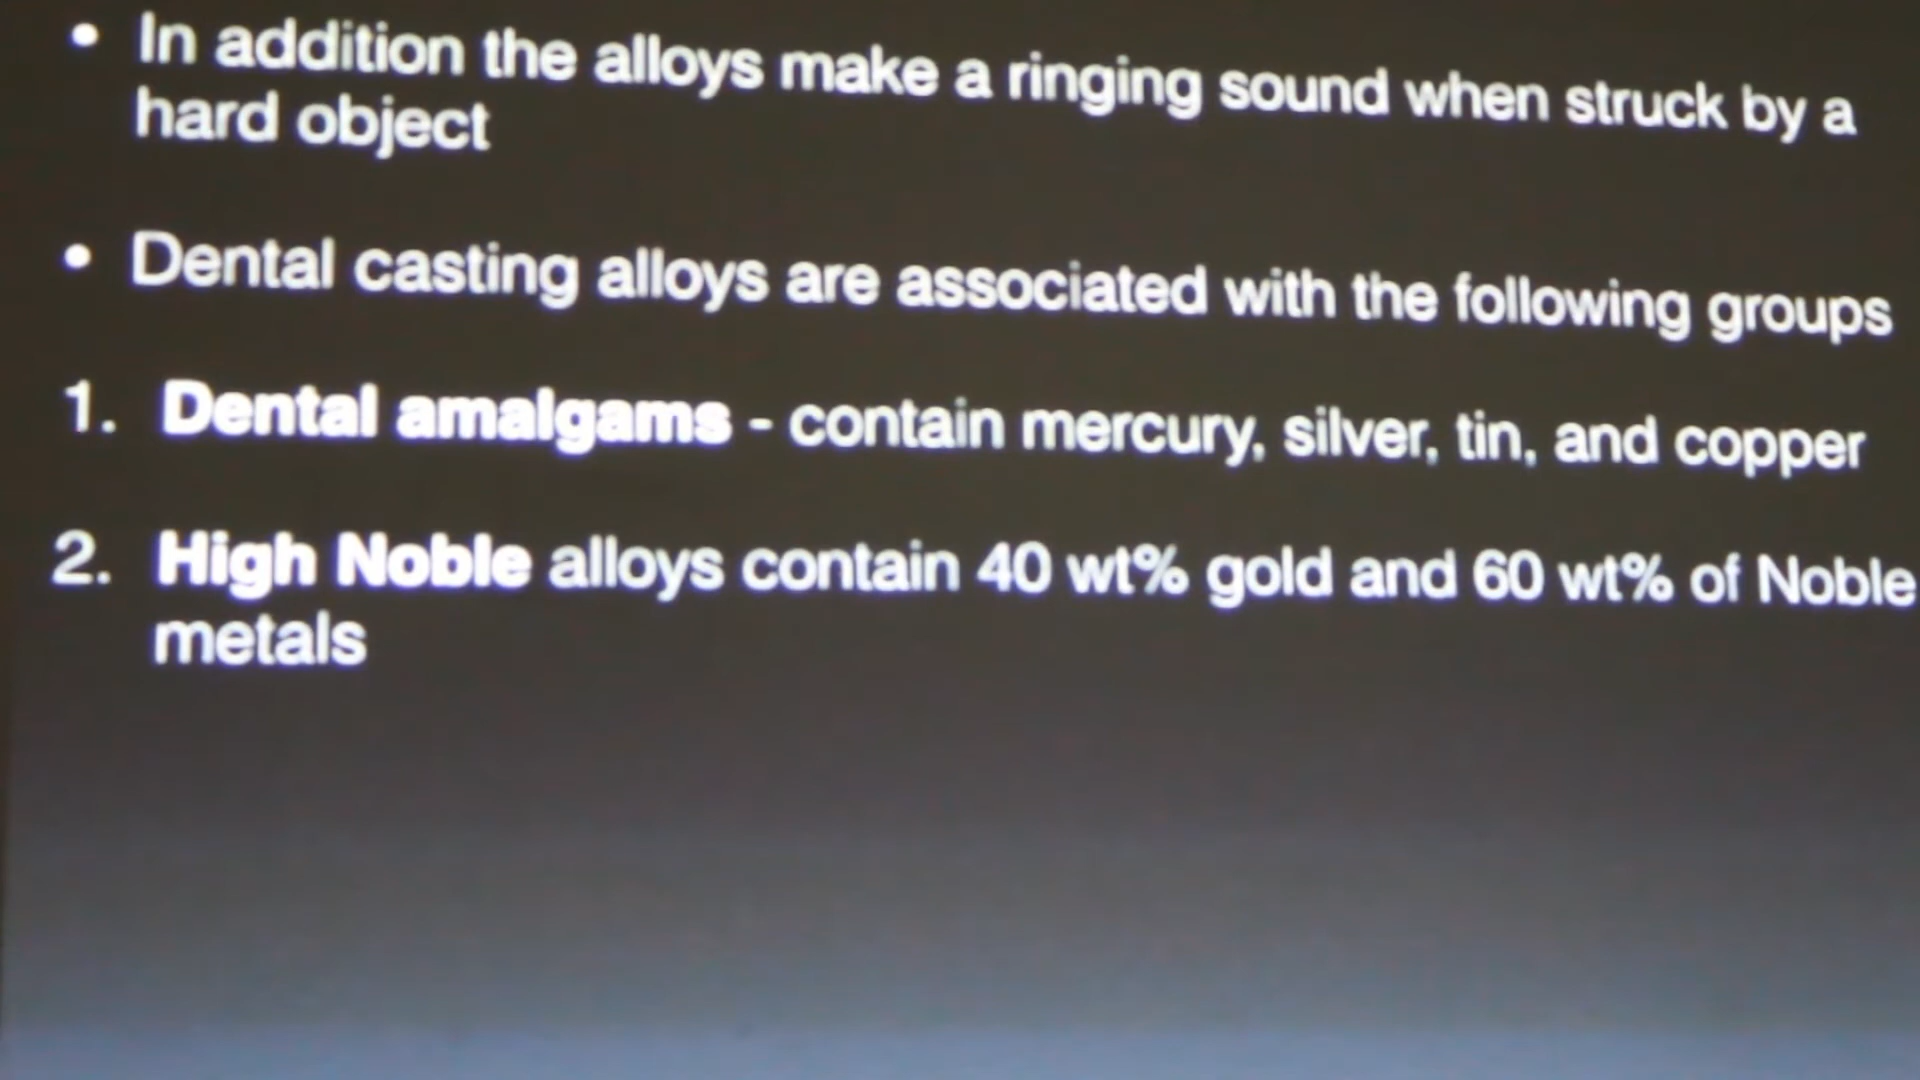 • In addition the alloys make a ringing sound when struck by a
hard object
• Dental casting alloys are associated with the following groups
1. Dental amalgams - contain mercury, silver, tin, and copper
2. High Noble alloys contain 40 wt% gold and 60 wt% of Noble
metals